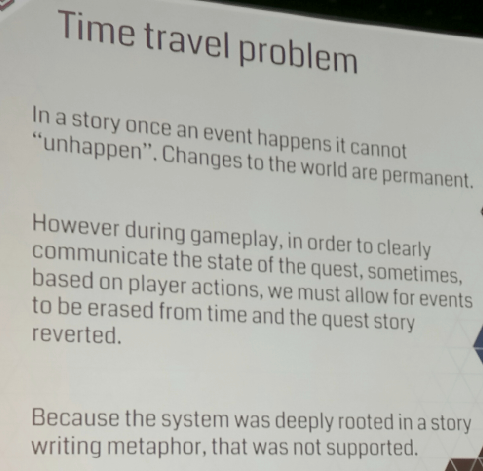 Time travel problem
In a story once an event happens it cannot
“unhappen”. Changes to the world are permanent.
However during gameplay, in order to clearly
communicate the state of the quest, sometimes,
based on player actions, we must allow for events
to be erased from time and the quest story
reverted.
Because the system was deeply rooted in a story
writing metaphor, that was not supported.